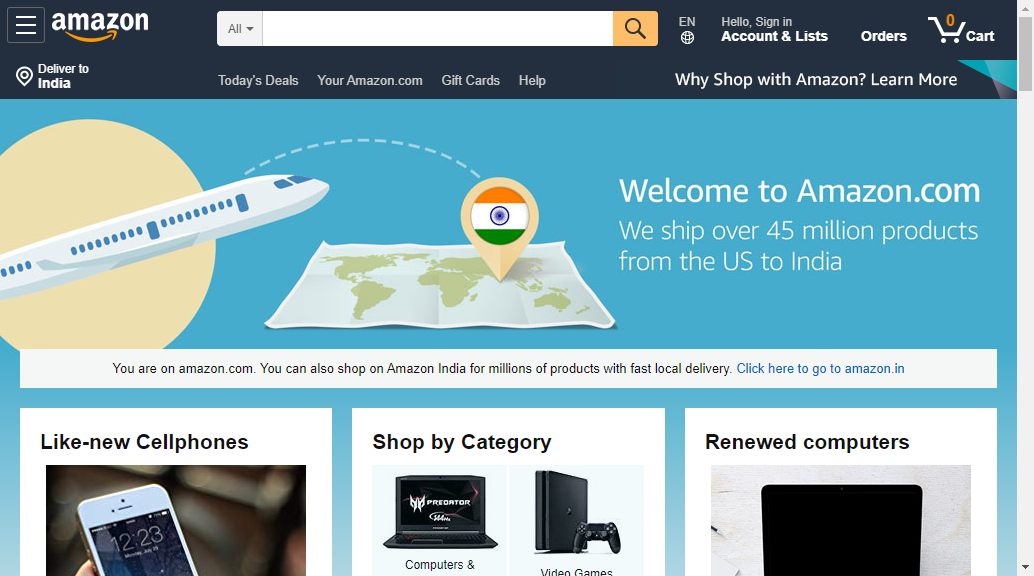 amazon
All
EN
Hello, Sign in
Account & Lists
Orders
0
Cart
Deliver to
India
Today's Deals
Your Amazon.com
Gift Cards
Help
Why Shop with Amazon? Learn More
Welcome to Amazon.com
We ship over 45 million products
from the US to India
You are on amazon.com. You can also shop on Amazon India for millions of products with fast local delivery. Click here to go to amazon.in
Like-new Cellphones
Shop by Category
Renewed computers
12:23
PREDATOR
Computers &
Video Games